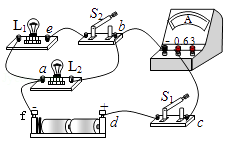 L₁ e S₂ b A
- 0.6 3
a L₂
f - + d S₁ c